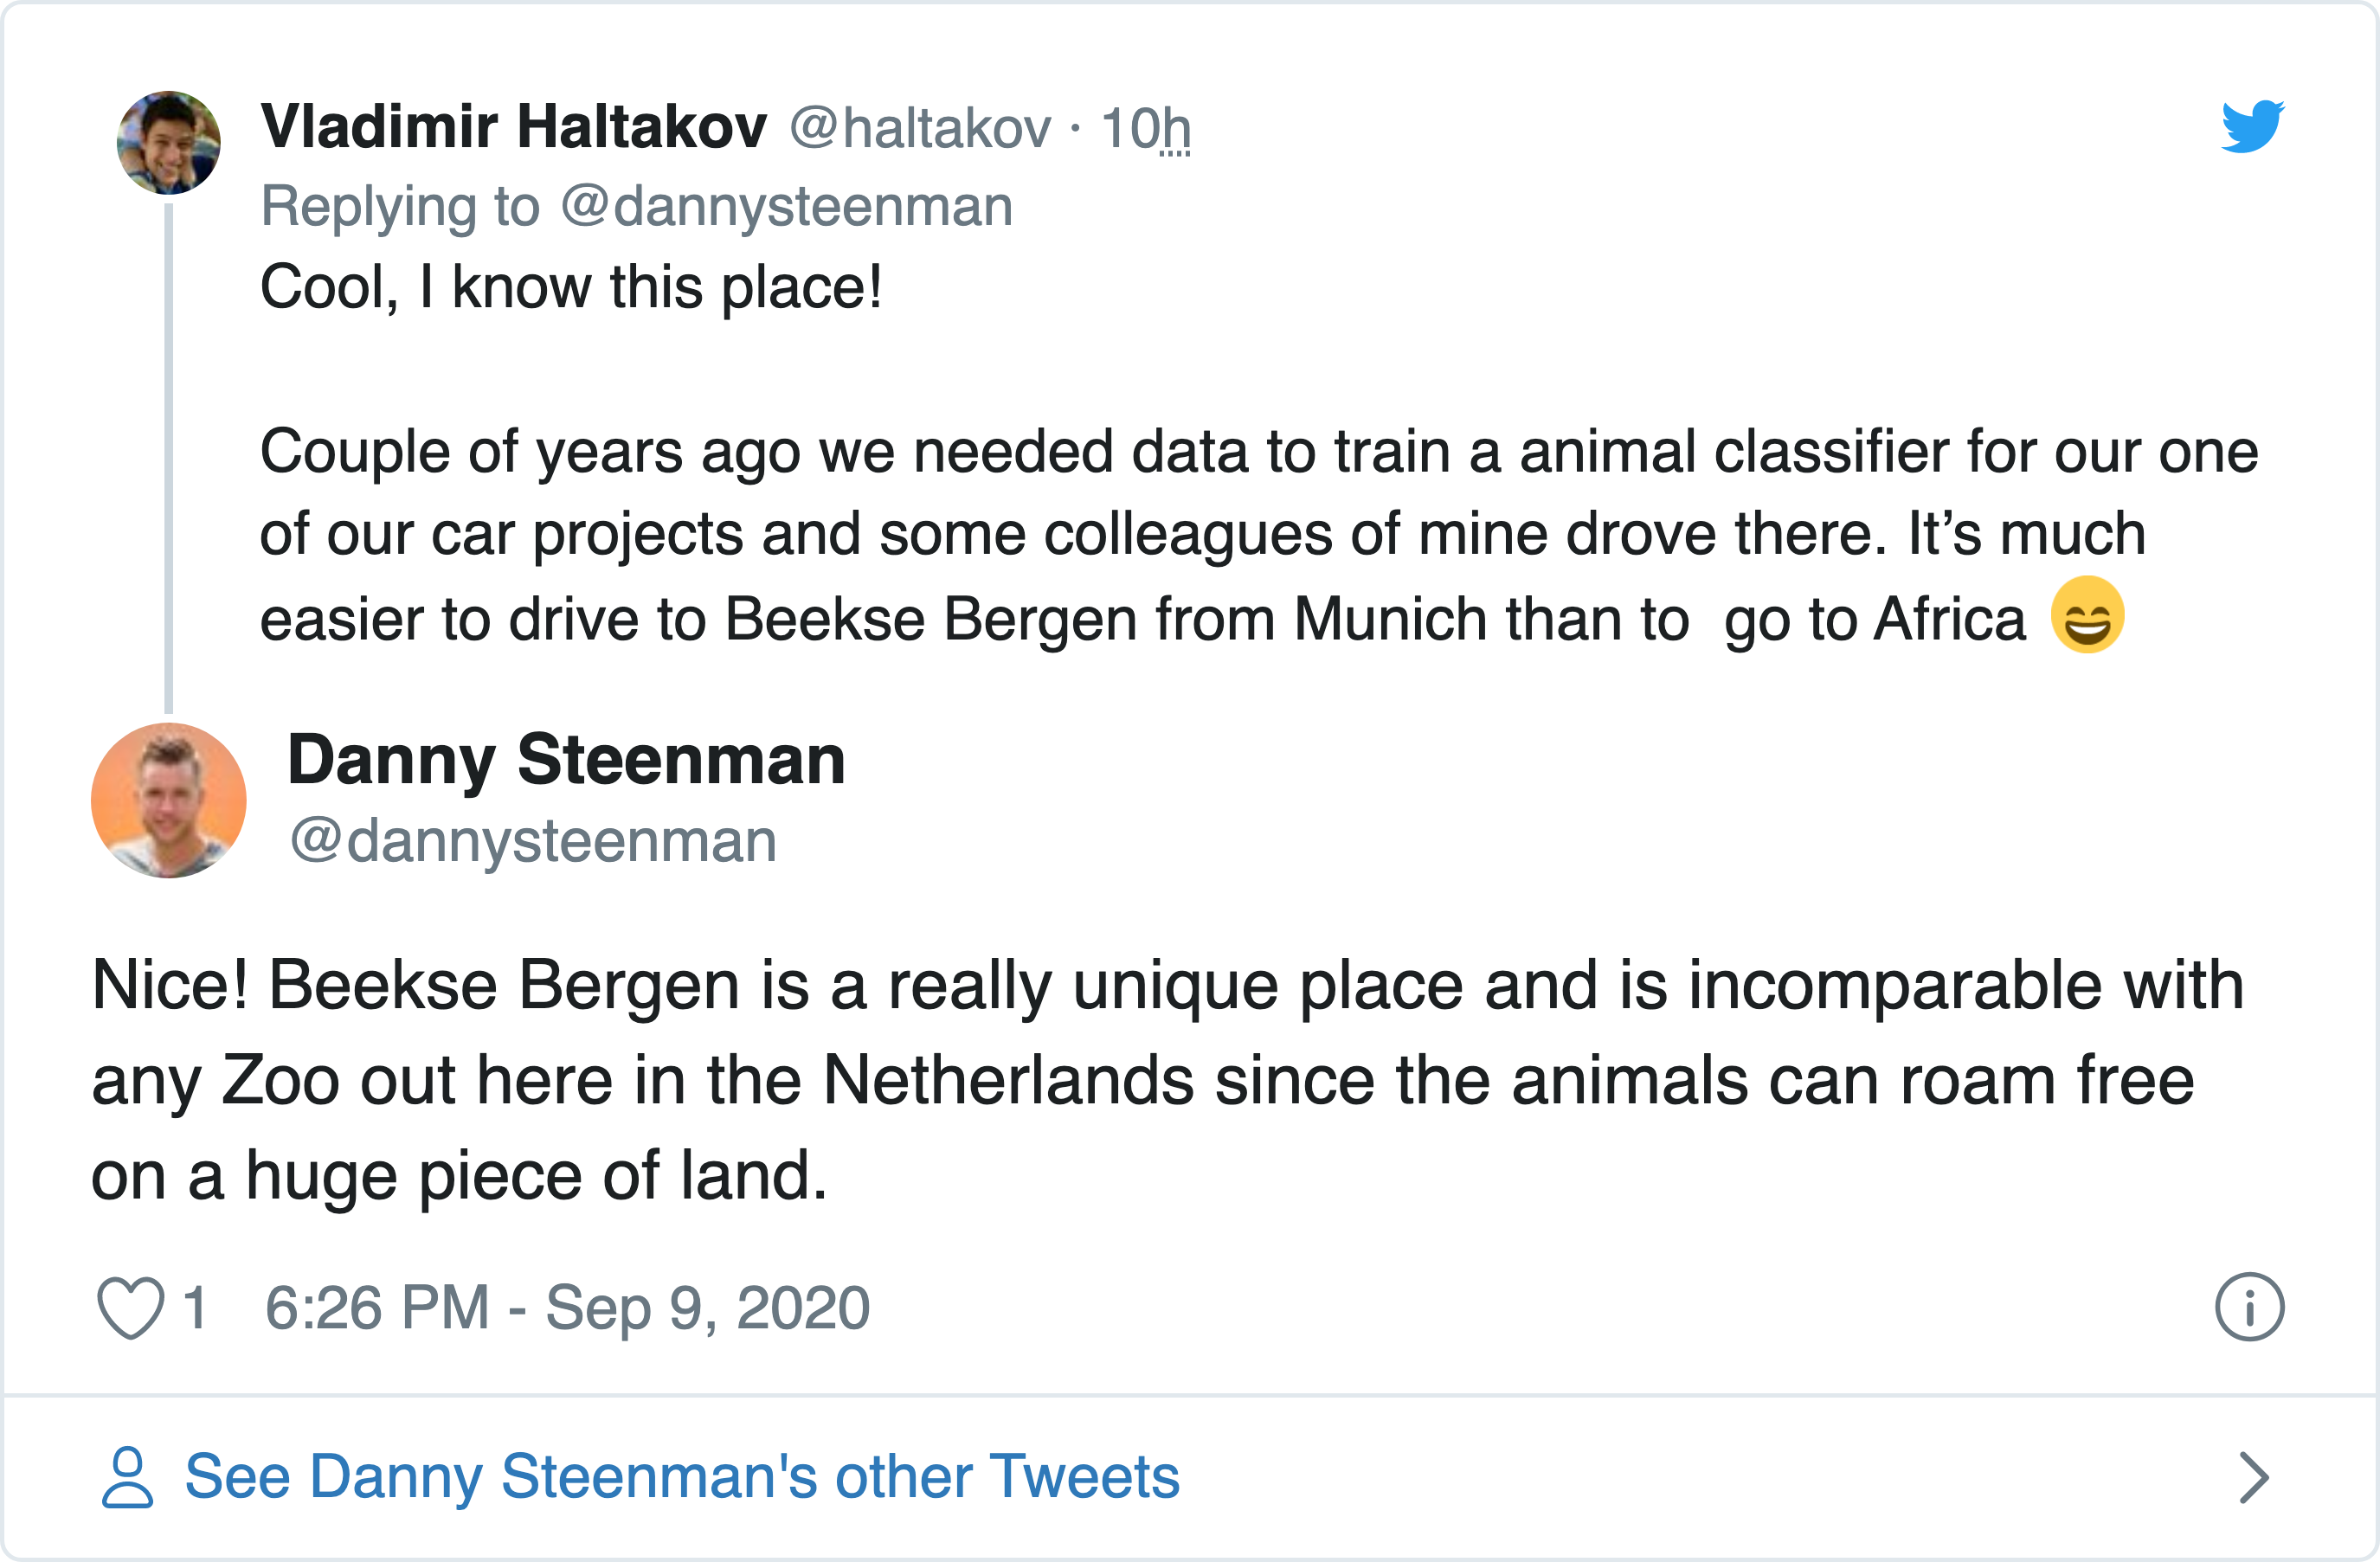 Vladimir Haltakov @haltakov · 10h
Replying to @dannysteenman
Cool, I know this place!
Couple of years ago we needed data to train a animal classifier for our one
of our car projects and some colleagues of mine drove there. It’s much
easier to drive to Beekse Bergen from Munich than to  go to Africa 😄
Danny Steenman
@dannysteenman
Nice! Beekse Bergen is a really unique place and is incomparable with
any Zoo out here in the Netherlands since the animals can roam free
on a huge piece of land.
1 6:26 PM - Sep 9, 2020
See Danny Steenman's other Tweets